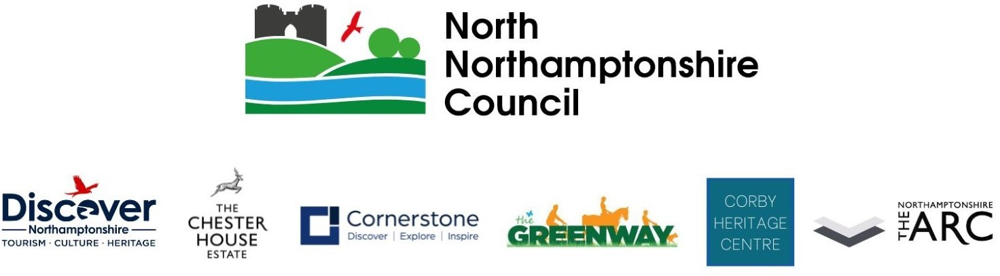 North
Northamptonshire
Council
Discover
Northamptonshire
TOURISM · CULTURE · HERITAGE
THE
CHESTER
HOUSE
ESTATE
Cornerstone
Discover | Explore | Inspire
the
GREENWAY
CORBY
HERITAGE
CENTRE
NORTHAMPTONSHIRE
THE ARC